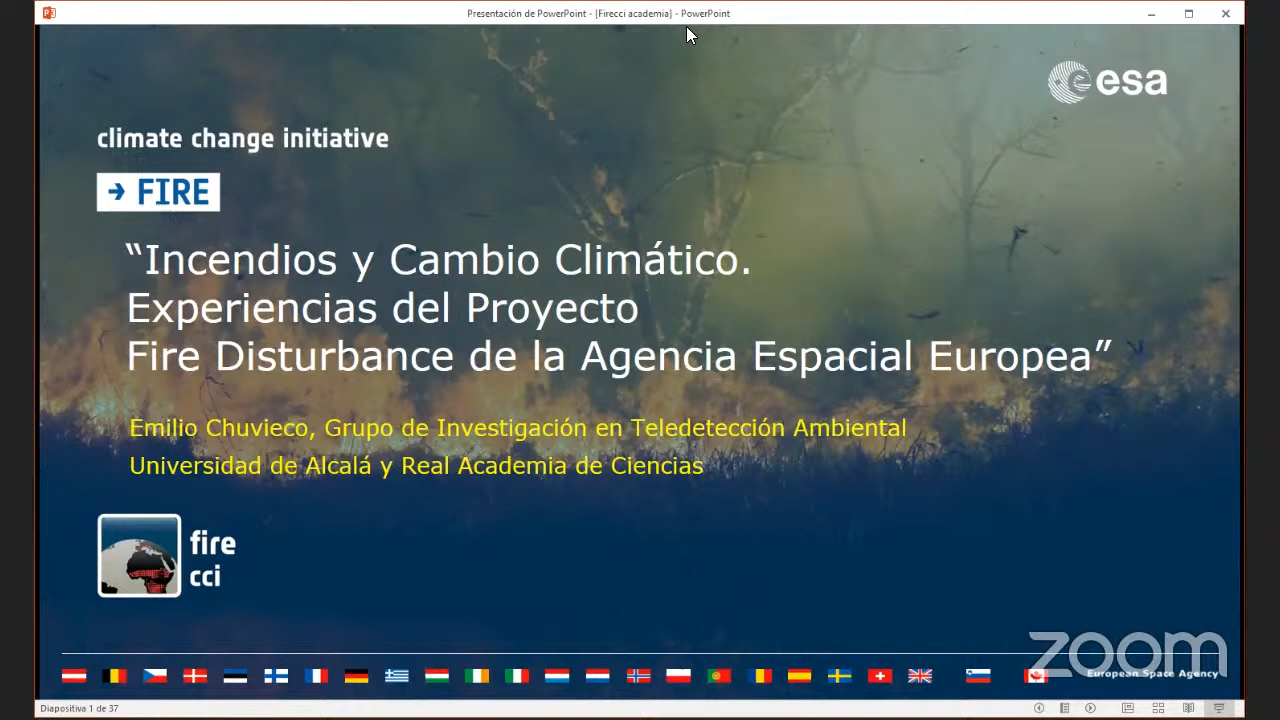 Presentación de PowerPoint - [Firecci academia] - PowerPoint
esa
climate change initiative
→ FIRE
“Incendios y Cambio Climático.
Experiencias del Proyecto
Fire Disturbance de la Agencia Espacial Europea”
Emilio Chuvieco, Grupo de Investigación en Teledetección Ambiental
Universidad de Alcalá y Real Academia de Ciencias
fire
cci
zoom
European Space Agency
Diapositiva 1 de 37